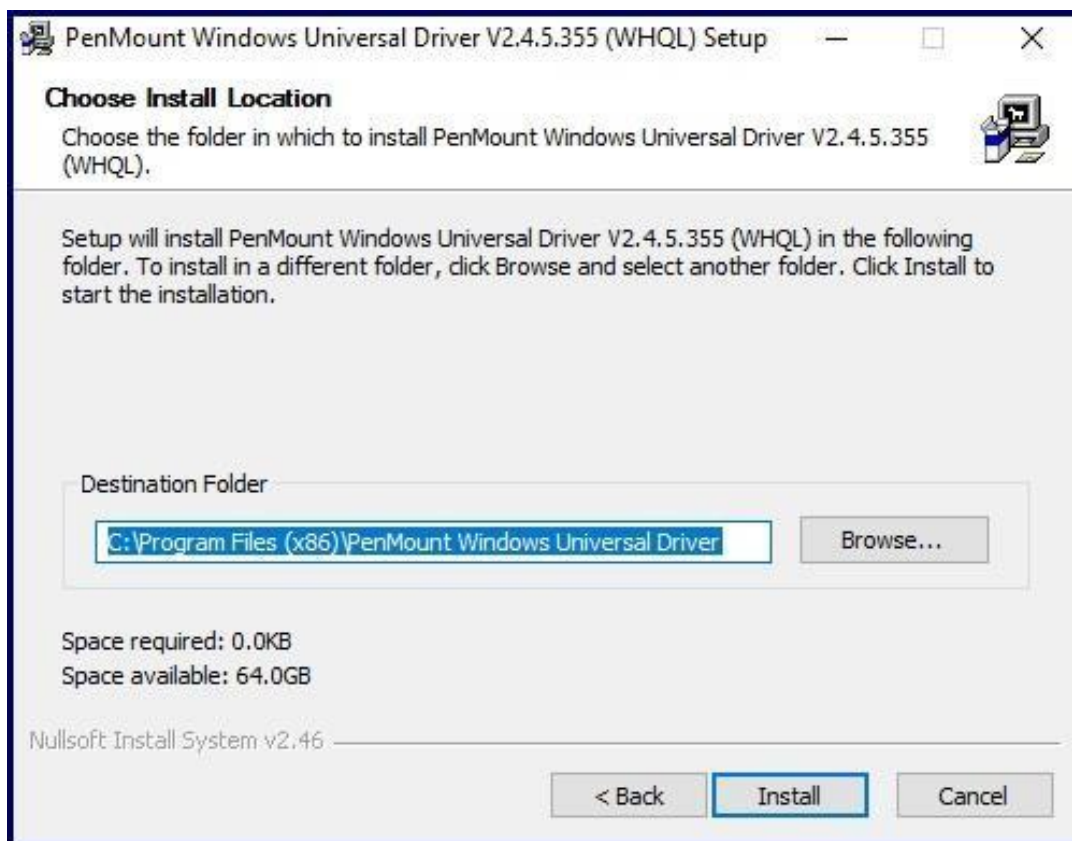 PenMount Windows Universal Driver V2.4.5.355 (WHQL) Setup
Choose Install Location
Choose the folder in which to install PenMount Windows Universal Driver V2.4.5.355
(WHQL).
Setup will install PenMount Windows Universal Driver V2.4.5.355 (WHQL) in the following
folder. To install in a different folder, click Browse and select another folder. Click Install to
start the installation.
Destination Folder
C:\Program Files (x86)\PenMount Windows Universal Driver
Browse...
Space required: 0.0KB
Space available: 64.0GB
Nullsoft Install System v2.46
< Back
Install
Cancel